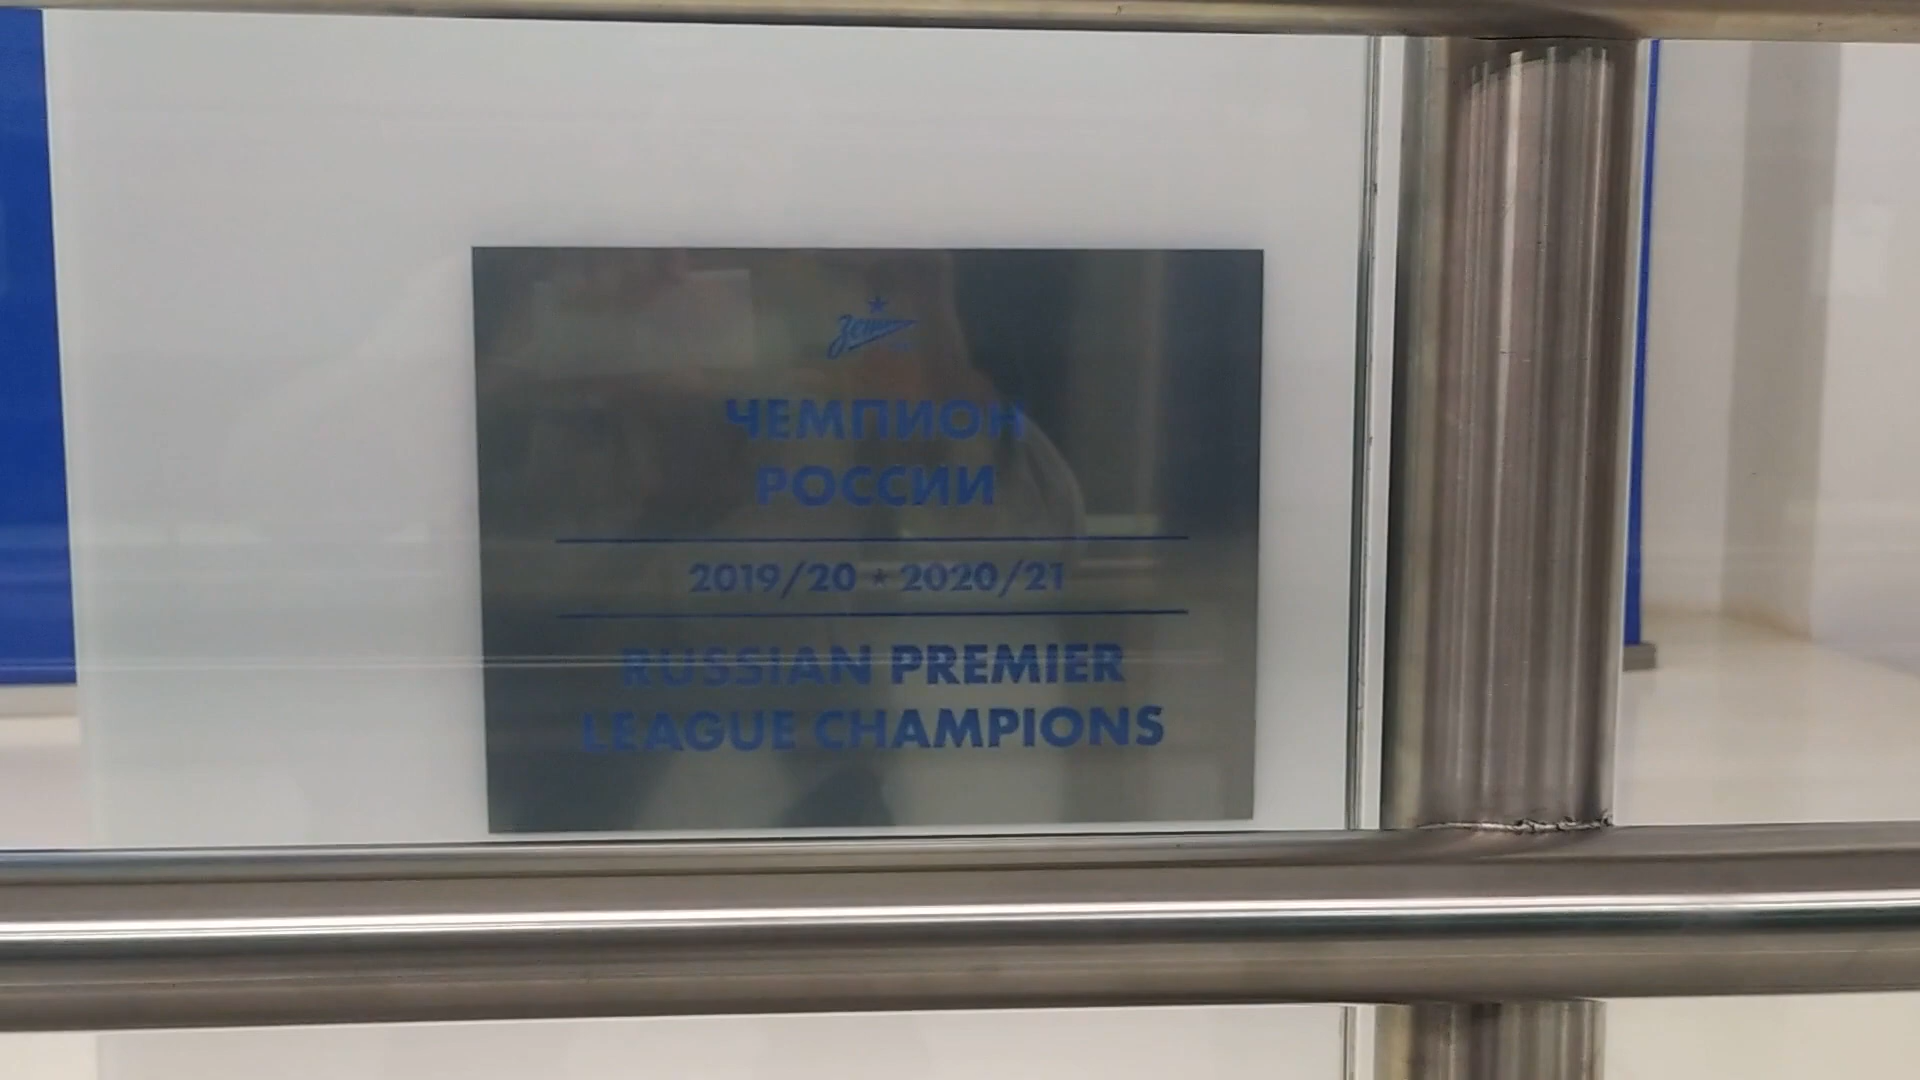 Зенит
ЧЕМПИОН
РОССИИ
2019/20 ★ 2020/21
RUSSIAN PREMIER
LEAGUE CHAMPIONS